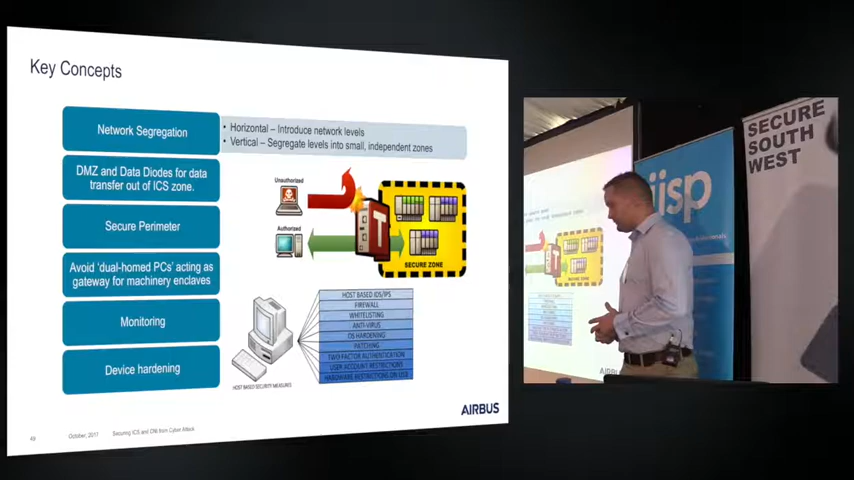 Key Concepts
Network Segregation
• Horizontal – Introduce network levels
• Vertical – Segregate levels into small, independent zones
DMZ and Data Diodes for data
transfer out of ICS zone.
Secure Perimeter
Avoid 'dual-homed PC's' acting as
gateway for machinery enclaves
Monitoring
Device hardening
Unauthorized
Authorized
T
SECURE ZONE
HOST BASED IDS/IPS
FIREWALL
WHITELISTING
ANTI-VIRUS
OS HARDENING
PATCHING
TWO FACTOR AUTHENTICATION
USER ACCOUNT RESTRICTIONS
HARDWARE RESTRICTIONS ON USE
HOST BASED SECURITY MEASURES
AIRBUS
49
October, 2017
Securing ICS and CNI from Cyber Attack
iisp
SECURE
SOUTH
WEST